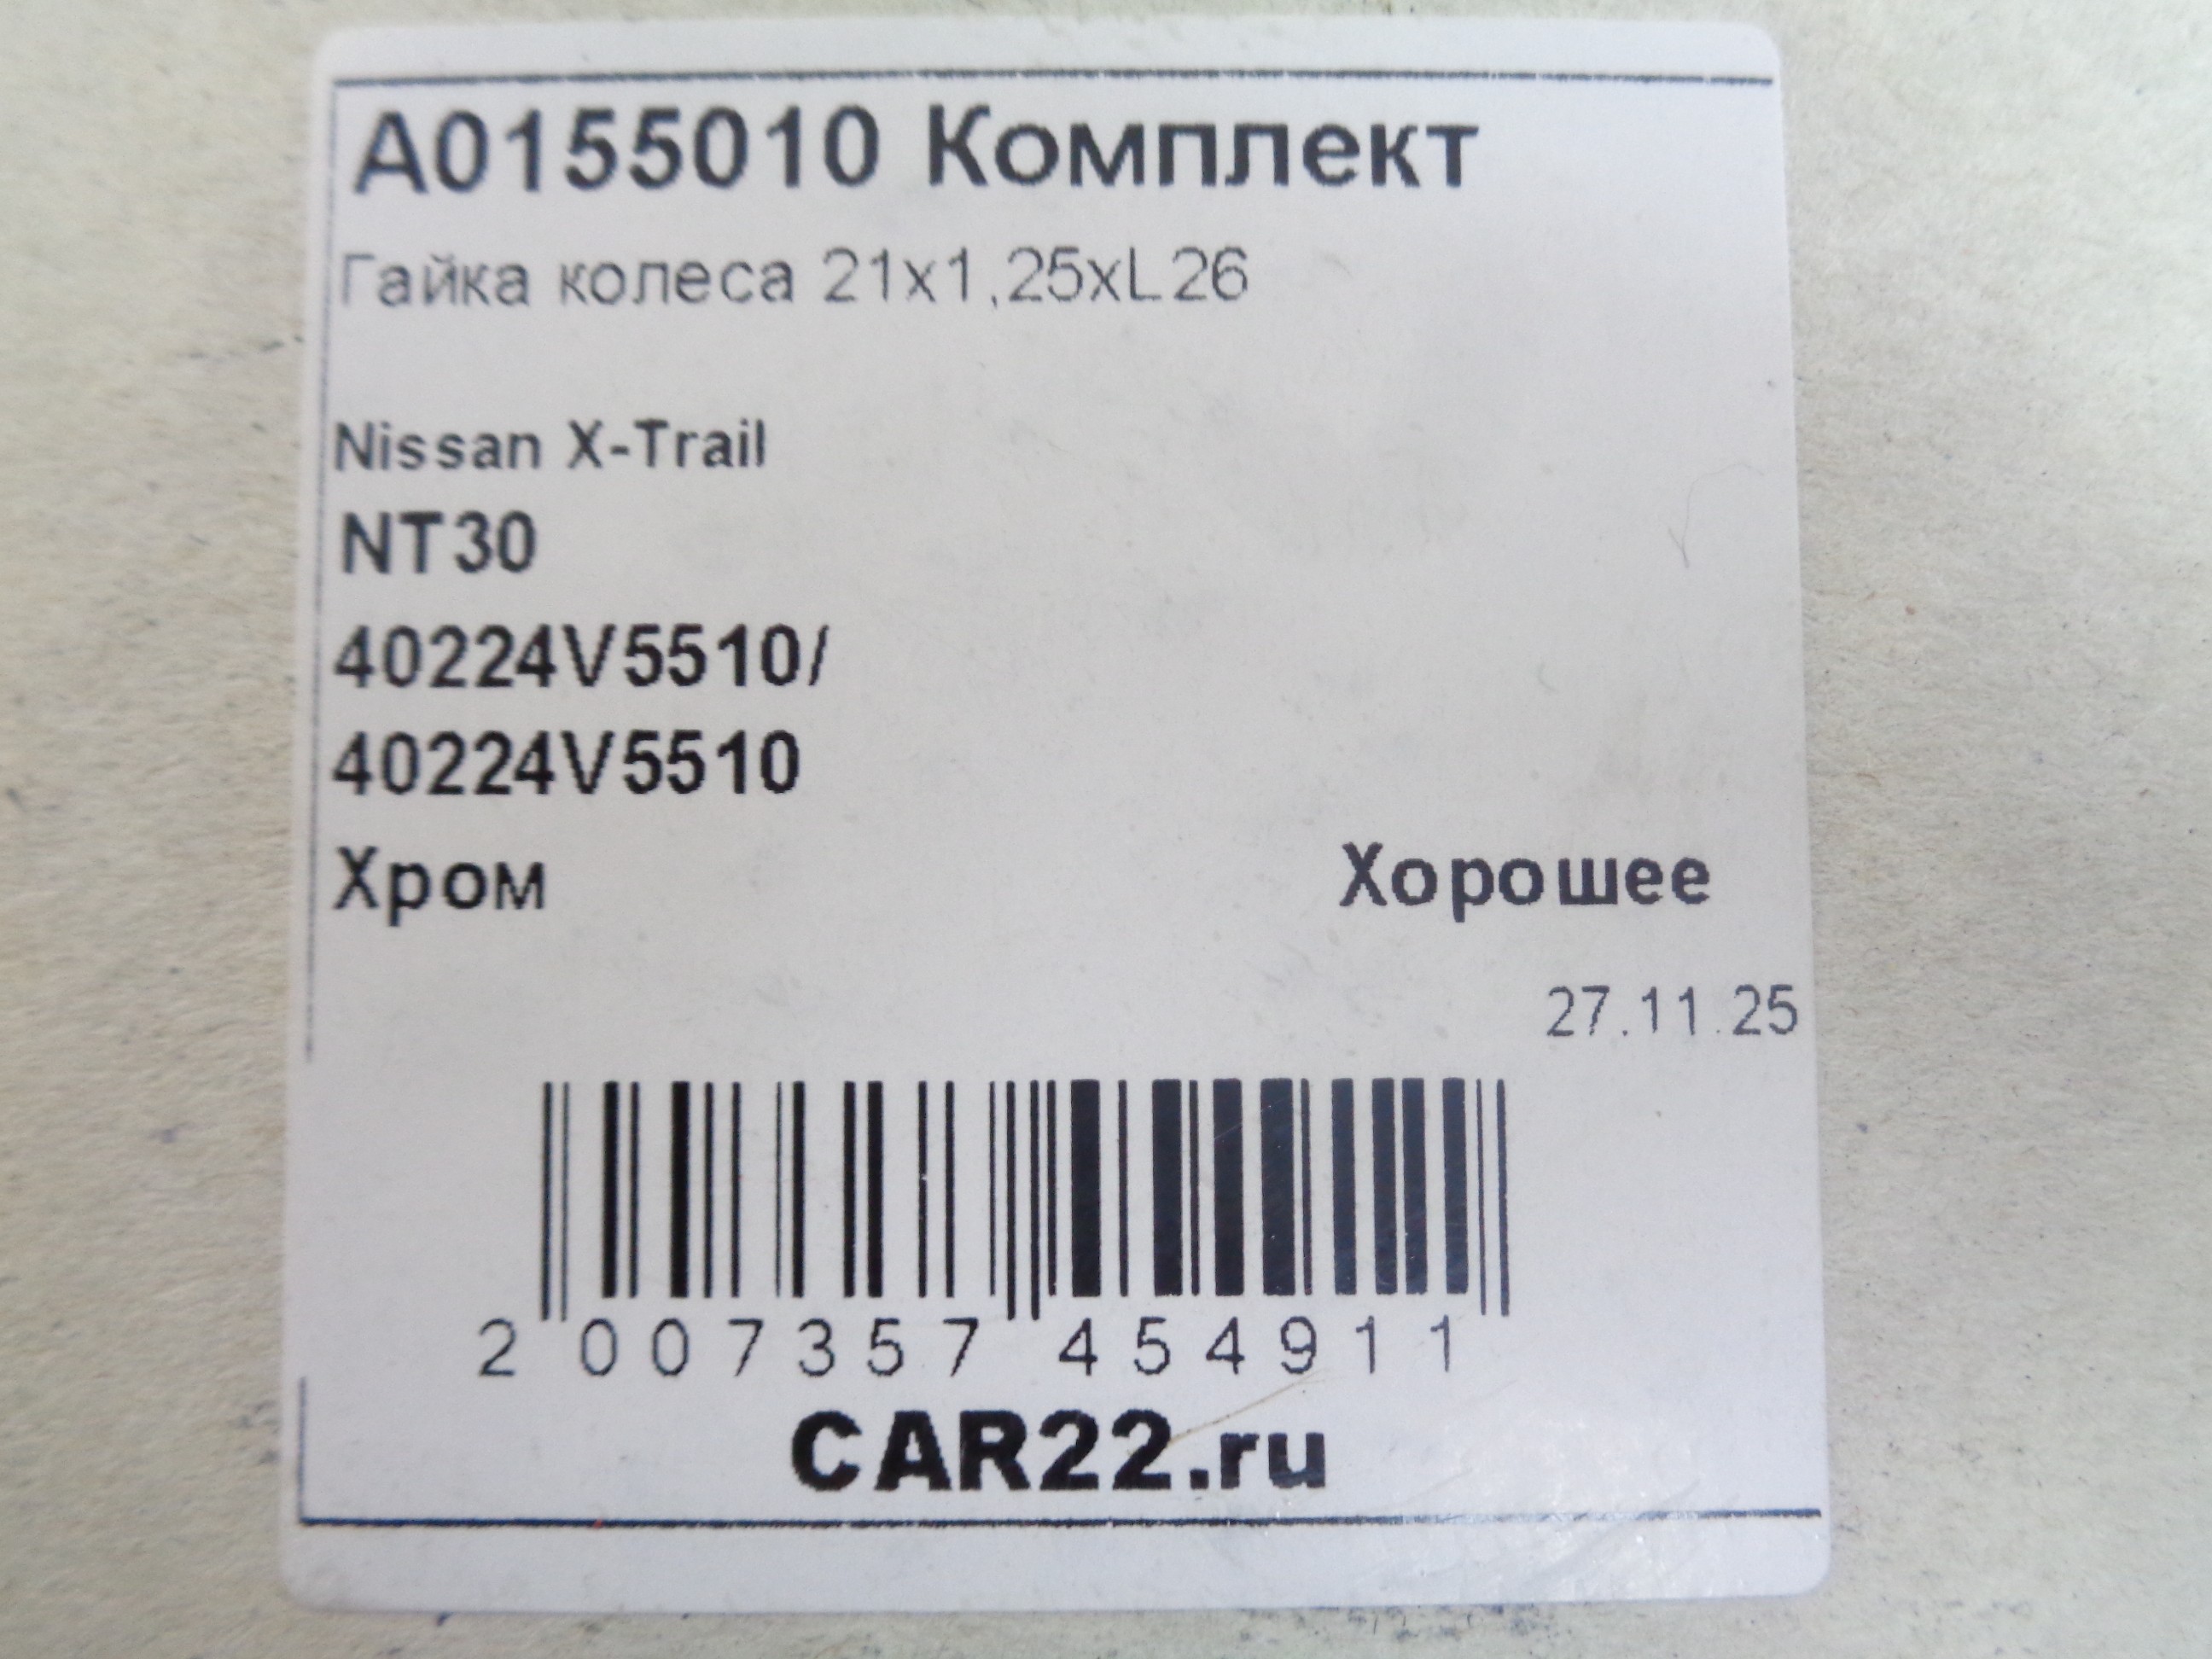 А0155010 Комплект
Гайка колеса 21x1,25xL26
Nissan X-Trail
NT30
40224V5510/
40224V5510
Хром
Хорошее
27.11.25
2 007357 454911
CAR22.ru